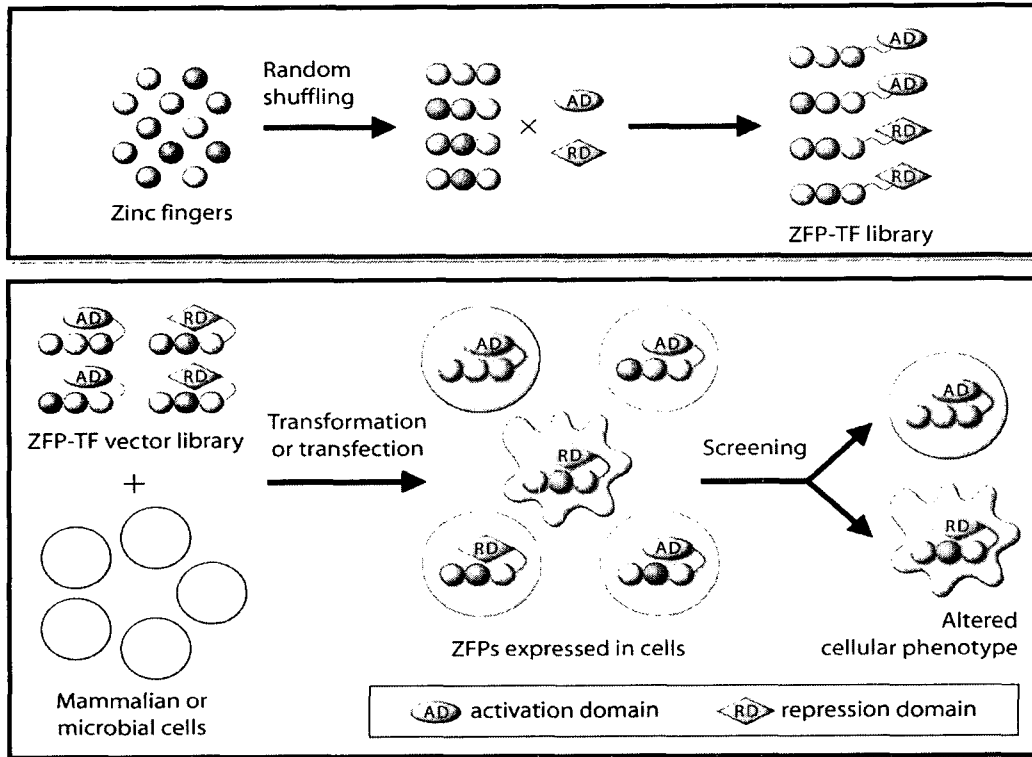 Random
shuffling
AD
RD
×
Zinc fingers
AD
AD
RD
RD
ZFP-TF library
AD
RD
AD
RD
ZFP-TF vector library
+
Mammalian or
microbial cells
Transformation
or transfection
AD
AD
RD
RD
AD
ZFPs expressed in cells
Screening
AD
RD
Altered
cellular phenotype
AD activation domain
RD repression domain